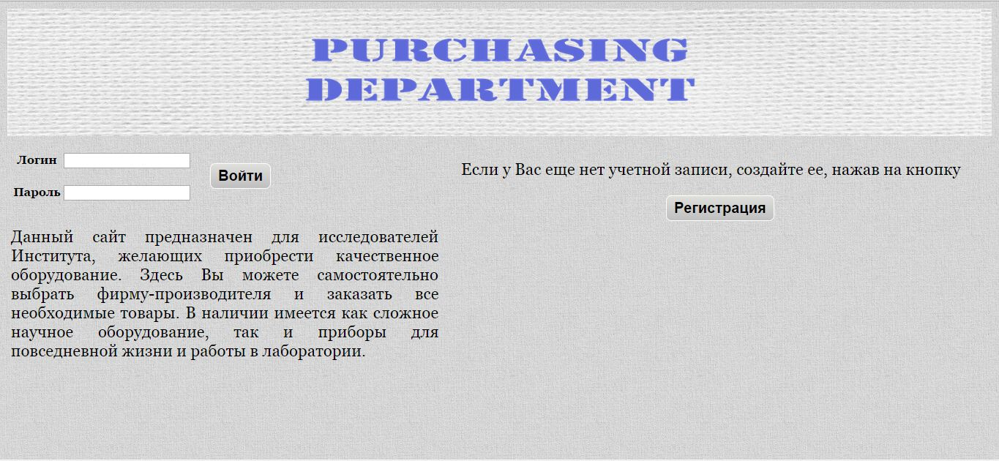 PURCHASING
DEPARTMENT
Логин
Войти
Пароль
Если у Вас еще нет учетной записи, создайте ее, нажав на кнопку
Регистрация
Данный сайт предназначен для исследователей
Института, желающих приобрести качественное
оборудование. Здесь Вы можете самостоятельно
выбрать фирму-производителя и заказать все
необходимые товары. В наличии имеется как сложное
научное оборудование, так и приборы для
повседневной жизни и работы в лаборатории.